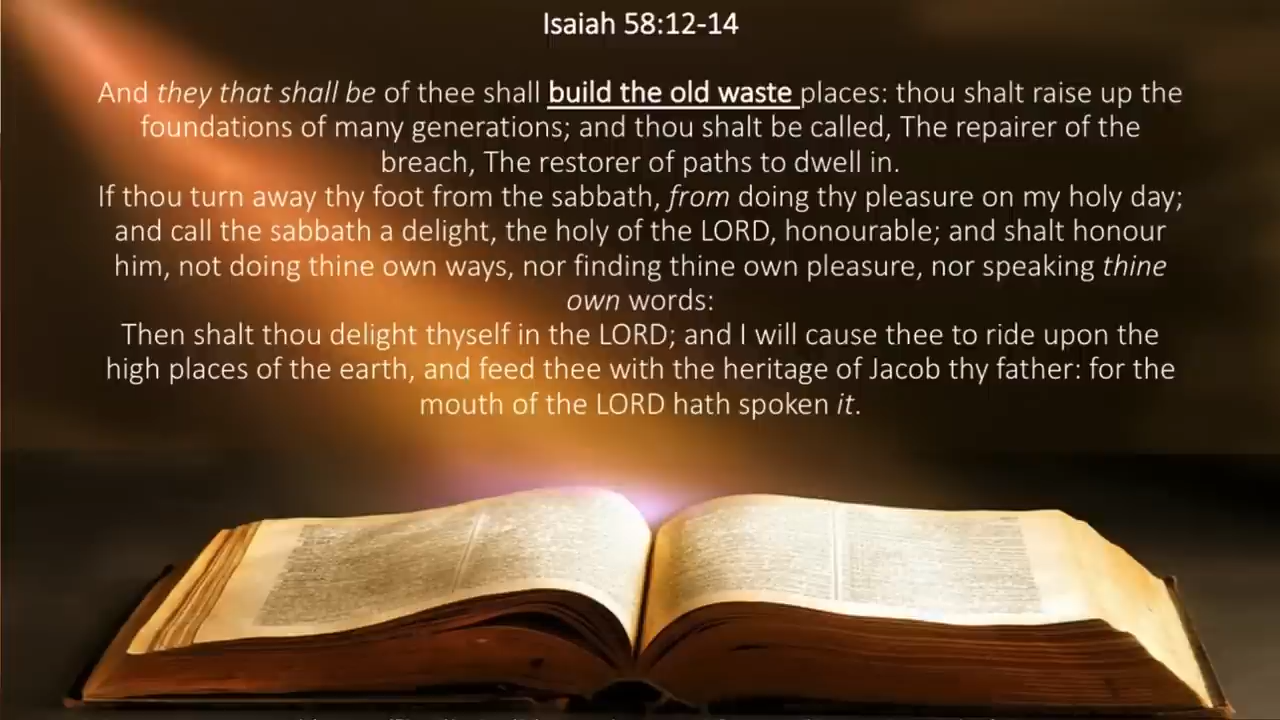 Isaiah 58:12-14
And they that shall be of thee shall build the old waste places: thou shalt raise up the
foundations of many generations; and thou shalt be called, The repairer of the
breach, The restorer of paths to dwell in.
If thou turn away thy foot from the sabbath, from doing thy pleasure on my holy day;
and call the sabbath a delight, the holy of the LORD, honourable; and shalt honour
him, not doing thine own ways, nor finding thine own pleasure, nor speaking thine
own words:
Then shalt thou delight thyself in the LORD; and I will cause thee to ride upon the
high places of the earth, and feed thee with the heritage of Jacob thy father: for the
mouth of the LORD hath spoken it.